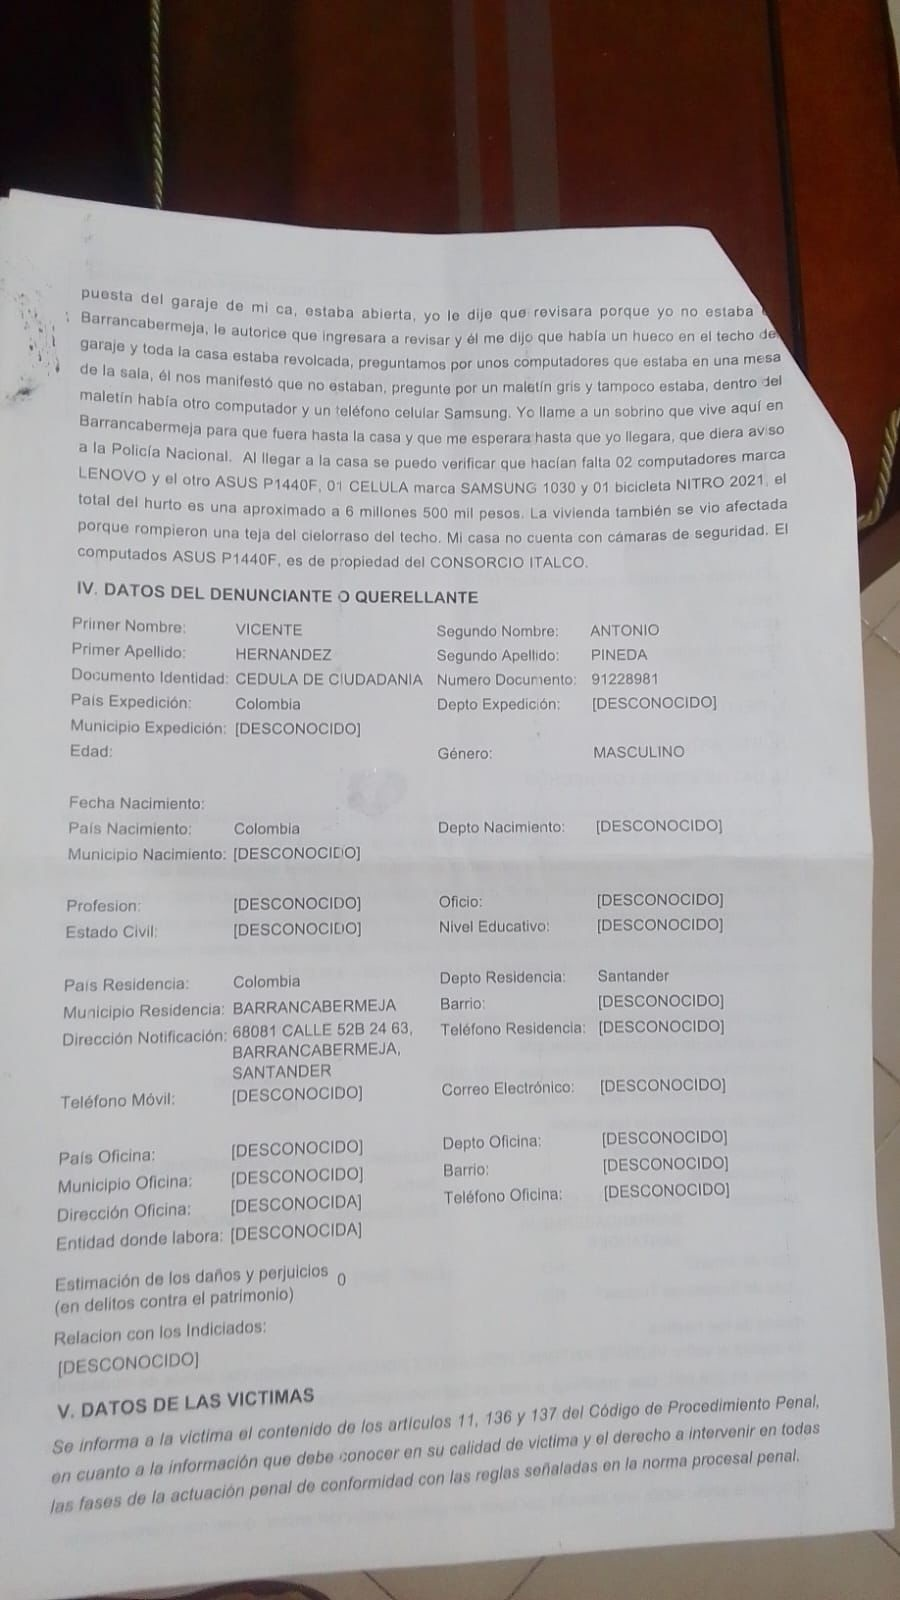 puesta del garaje de mi ca, estaba abierta, yo le dije que revisara porque yo no estaba
Barrancabermeja, le autorice que ingresara a revisar y él me dijo que había un hueco en el techo de
garaje y toda la casa estaba revolcada, preguntamos por unos computadores que estaba en una mesa
de la sala, él nos manifestó que no estaban, pregunte por un maletín gris y tampoco estaba, dentro del
maletín había otro computador y un teléfono celular Samsung. Yo llame a un sobrino que vive aquí en
Barrancabermeja para que fuera hasta la casa y que me esperara hasta que yo llegara, que diera aviso
a la Policía Nacional. Al llegar a la casa se puedo verificar que hacían falta 02 computadores marca
LENOVO y el otro ASUS P1440F, 01 CELULA marca SAMSUNG 1030 y 01 bicicleta NITRO 2021, el
total del hurto es una aproximado a 6 millones 500 mil pesos. La vivienda también se vio afectada
porque rompieron una teja del cielorraso del techo. Mi casa no cuenta con cámaras de seguridad. El
computados ASUS P1440F, es de propiedad del CONSORCIO ITALCO.
IV. DATOS DEL DENUNCIANTE O QUERELLANTE
Primer Nombre: VICENTE Segundo Nombre: ANTONIO
Primer Apellido: HERNANDEZ Segundo Apellido: PINEDA
Documento Identidad: CEDULA DE CIUDADANIA Numero Documento: 91228981
País Expedición: Colombia Depto Expedición: [DESCONOCIDO]
Municipio Expedición: [DESCONOCIDO]
Edad: Género: MASCULINO
Fecha Nacimiento:
País Nacimiento: Colombia Depto Nacimiento: [DESCONOCIDO]
Municipio Nacimiento: [DESCONOCIDO]
Profesion: [DESCONOCIDO] Oficio: [DESCONOCIDO]
Estado Civil: [DESCONOCIDO] Nivel Educativo: [DESCONOCIDO]
País Residencia: Colombia Depto Residencia: Santander
Municipio Residencia: BARRANCABERMEJA Barrio: [DESCONOCIDO]
Dirección Notificación: 68081 CALLE 52B 24 63, Teléfono Residencia: [DESCONOCIDO]
BARRANCABERMEJA,
SANTANDER
Teléfono Móvil: [DESCONOCIDO] Correo Electrónico: [DESCONOCIDO]
País Oficina: [DESCONOCIDO] Depto Oficina: [DESCONOCIDO]
Municipio Oficina: [DESCONOCIDO] Barrio: [DESCONOCIDO]
Dirección Oficina: [DESCONOCIDA] Teléfono Oficina: [DESCONOCIDO]
Entidad donde labora: [DESCONOCIDA]
Estimación de los daños y perjuicios 0
(en delitos contra el patrimonio)
Relacion con los Indiciados:
[DESCONOCIDO]
V. DATOS DE LAS VICTIMAS
Se informa a la victima el contenido de los artículos 11, 136 y 137 del Código de Procedimiento Penal,
en cuanto a la información que debe conocer en su calidad de victima y el derecho a intervenir en todas
las fases de la actuación penal de conformidad con las reglas señaladas en la norma procesal penal.